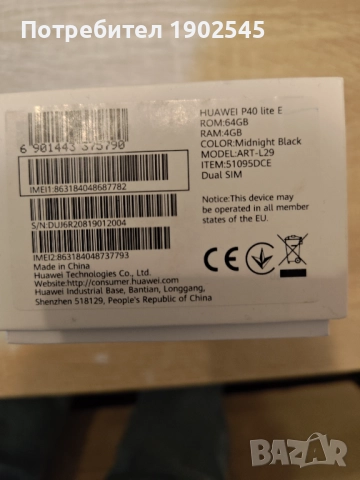 Потребител 1902545
6 901443 375790
IMEI1:863184048687782
S/N:DUJ6R20819012004
IMEI2:863184048737793
Made in China
Huawei Technologies Co., Ltd.
Website:http://consumer.huawei.com
Huawei Industrial Base, Bantian, Longgang,
Shenzhen 518129, People's Republic of China
HUAWEI P40 lite E
ROM:64GB
RAM:4GB
COLOR:Midnight Black
MODEL:ART-L29
ITEM:51095DCE
Dual SIM
Notice:This device may
be operated in all member
states of the EU.
CE
BAZAR